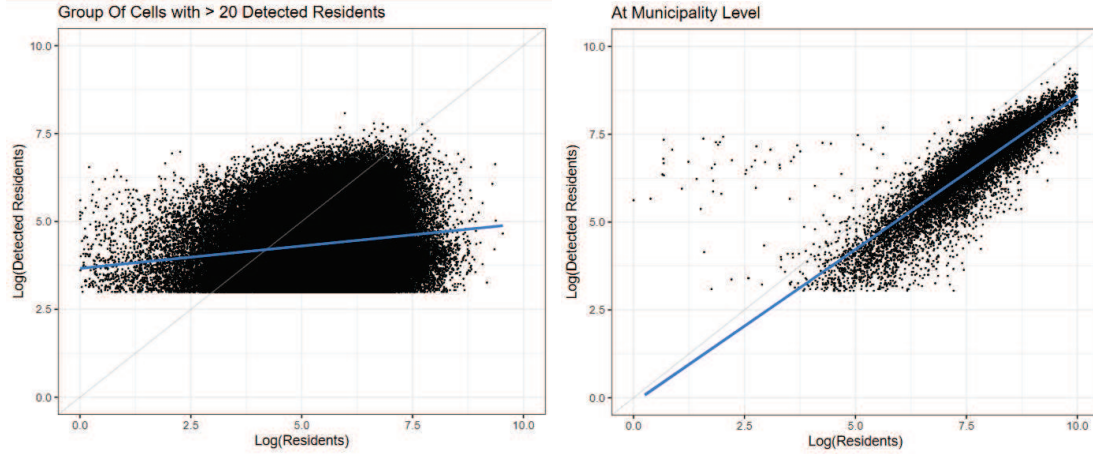 Group Of Cells with > 20 Detected Residents
Log(Detected Residents)
10.0
7.5
5.0
2.5
0.0
0.0 2.5 5.0 7.5 10.0
Log(Residents)
At Municipality Level
Log(Detected Residents)
10.0
7.5
5.0
2.5
0.0
0.0 2.5 5.0 7.5 10.0
Log(Residents)